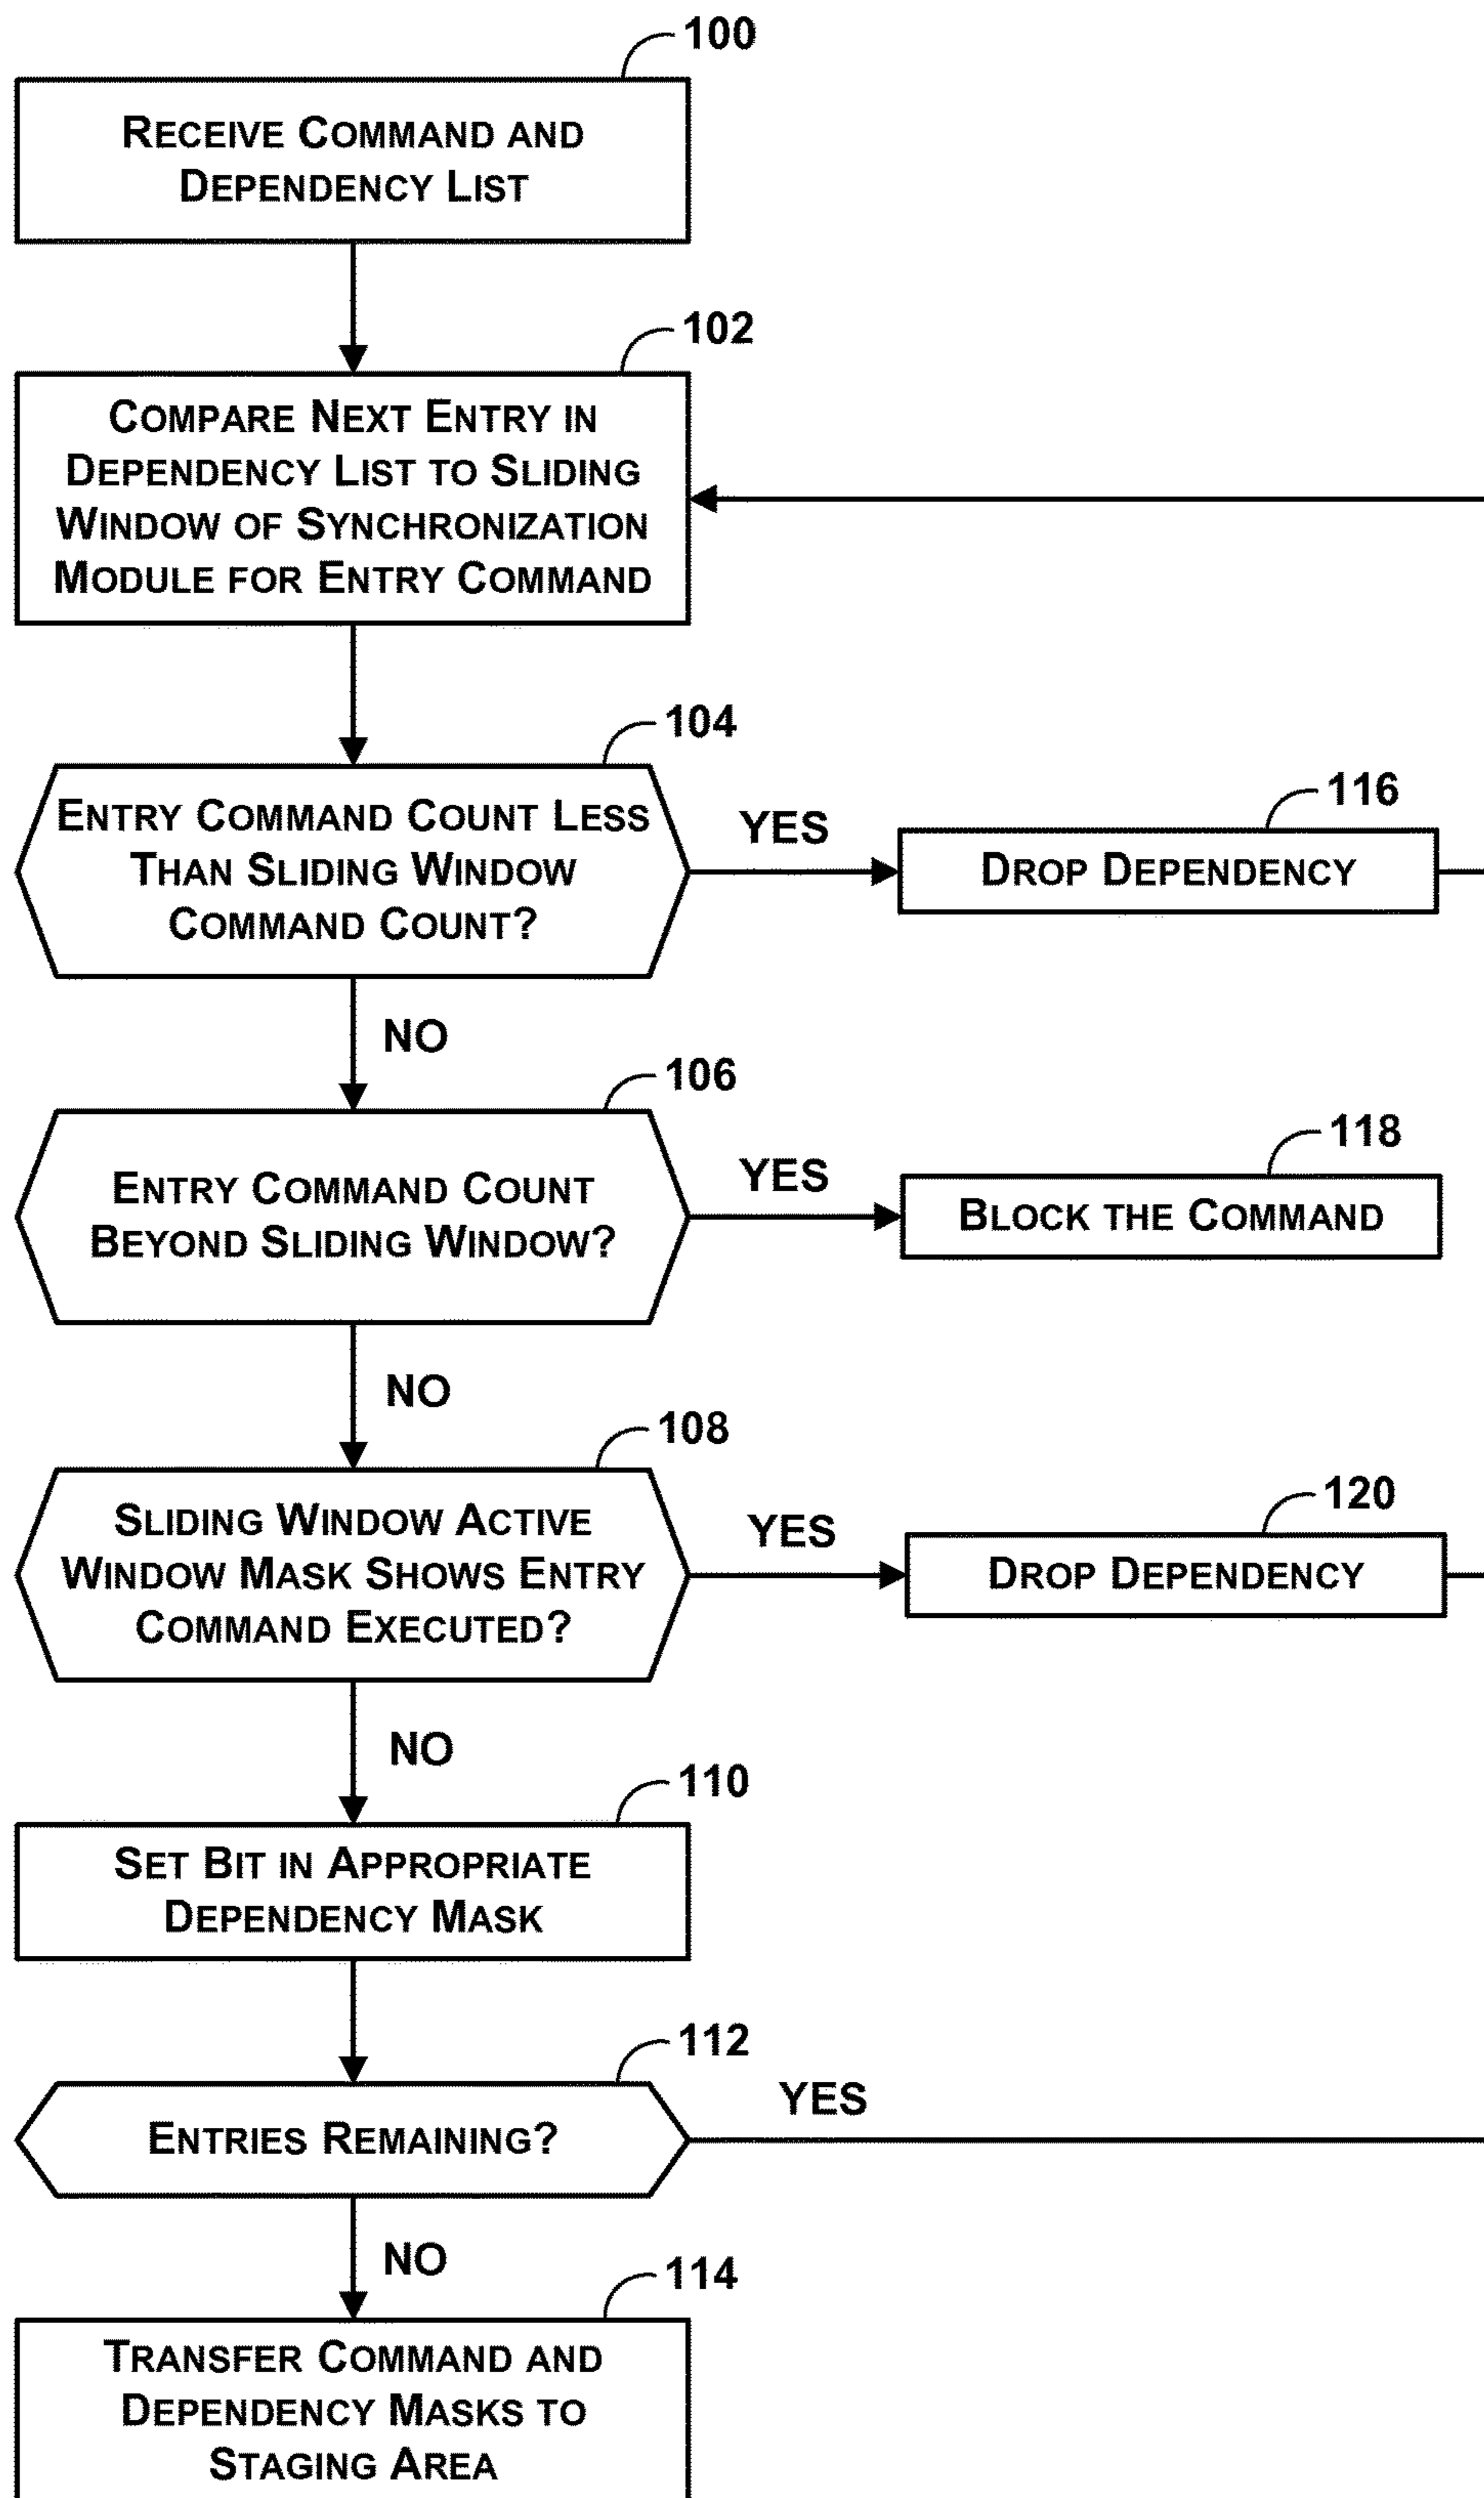 100
RECEIVE COMMAND AND
DEPENDENCY LIST
102
COMPARE NEXT ENTRY IN
DEPENDENCY LIST TO SLIDING
WINDOW OF SYNCHRONIZATION
MODULE FOR ENTRY COMMAND
104
ENTRY COMMAND COUNT LESS
THAN SLIDING WINDOW
COMMAND COUNT?
YES
116
DROP DEPENDENCY
NO
106
ENTRY COMMAND COUNT
BEYOND SLIDING WINDOW?
YES
118
BLOCK THE COMMAND
NO
108
SLIDING WINDOW ACTIVE
WINDOW MASK SHOWS ENTRY
COMMAND EXECUTED?
YES
120
DROP DEPENDENCY
NO
110
SET BIT IN APPROPRIATE
DEPENDENCY MASK
112
ENTRIES REMAINING?
YES
NO
114
TRANSFER COMMAND AND
DEPENDENCY MASKS TO
STAGING AREA